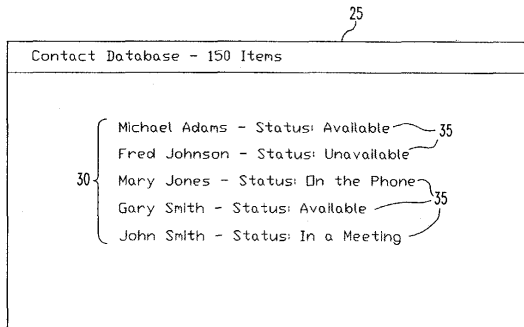 25
Contact Database - 150 Items
Michael Adams - Status: Available
35
Fred Johnson - Status: Unavailable
30
Mary Jones - Status: On the Phone
Gary Smith - Status: Available
35
John Smith - Status: In a Meeting